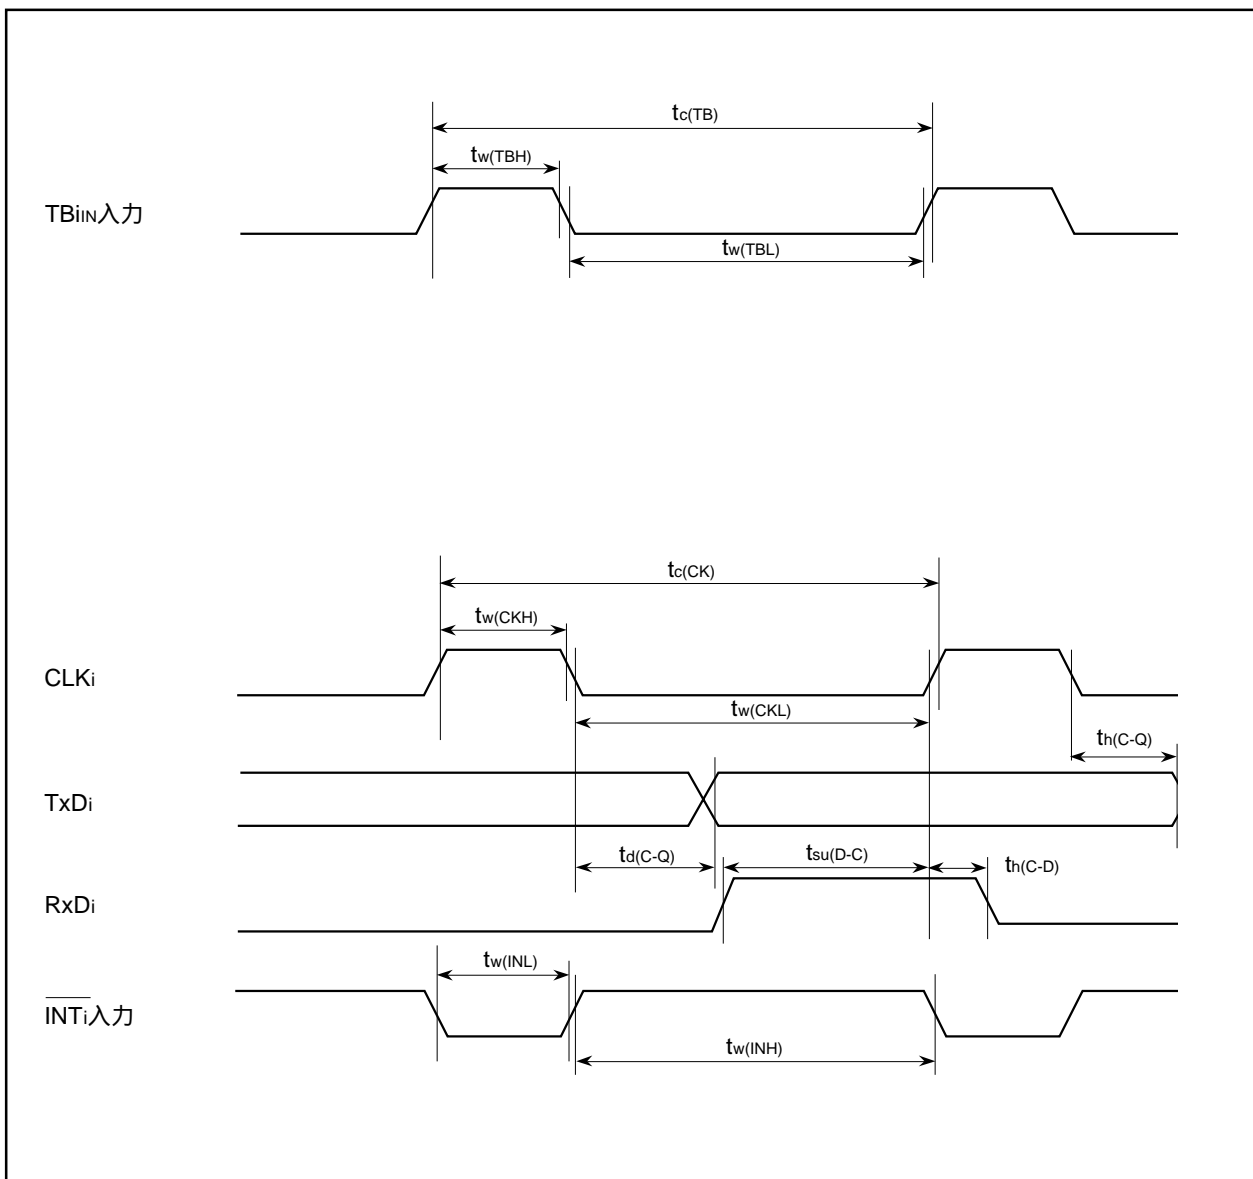 tc(TB)
tw(TBH)
TBiIN入力
tw(TBL)
tc(CK)
tw(CKH)
CLKi
tw(CKL)
th(C-Q)
TxDi
td(C-Q)
tsu(D-C)
th(C-D)
RxDi
tw(INL)
INTi入力
tw(INH)